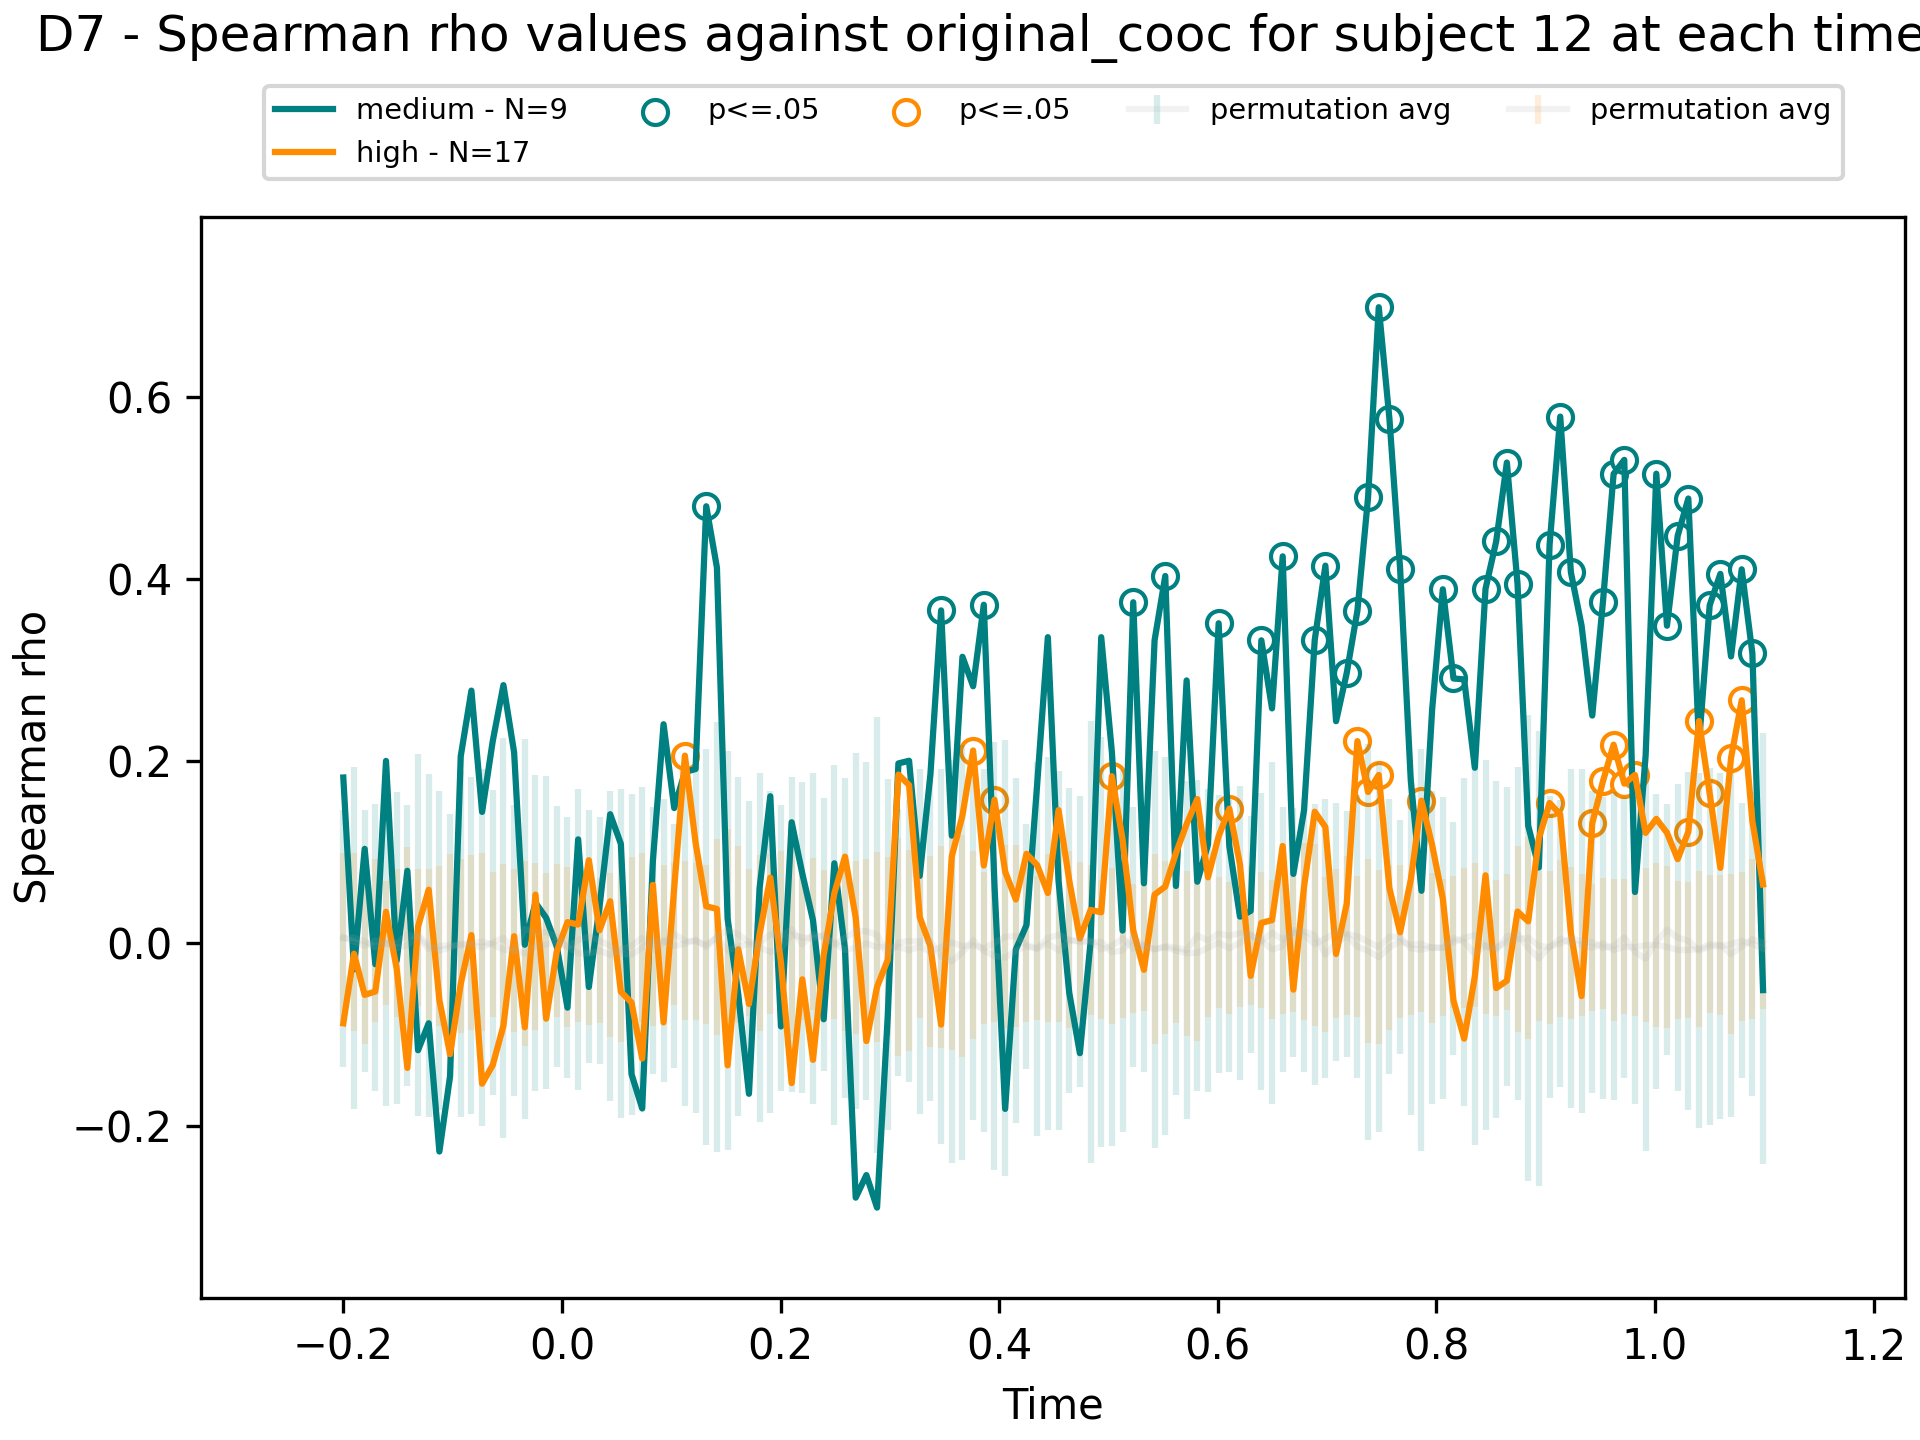 D7 - Spearman rho values against original_cooc for subject 12 at each time
medium - N=9
high - N=17
p<=.05
p<=.05
permutation avg
permutation avg
Spearman rho
0.6
0.4
0.2
0.0
−0.2
−0.2
0.0
0.2
0.4
0.6
0.8
1.0
1.2
Time